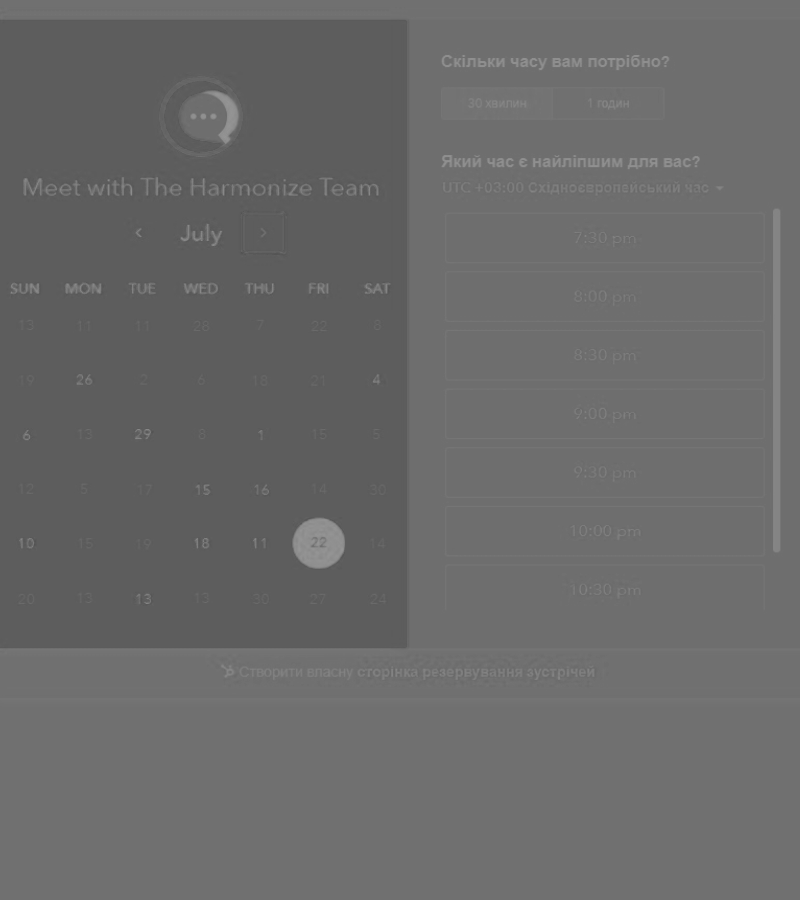 Meet with The Harmonize Team
July
SUN MON TUE WED THU FRI SAT
13 11 11 28 7 22 8
19 26 2 6 18 21 4
6 13 29 8 1 15 5
12 5 17 15 16 14 30
10 15 19 18 11 22 14
20 13 13 13 30 27 24
Скільки часу вам потрібно?
30 хвилин 1 годин
Який час є найліпшим для вас?
UTC +03:00 Східноєвропейський час
7:30 pm
8:00 pm
8:30 pm
9:00 pm
9:30 pm
10:00 pm
10:30 pm
Створити власну сторінка резервування зустрічей